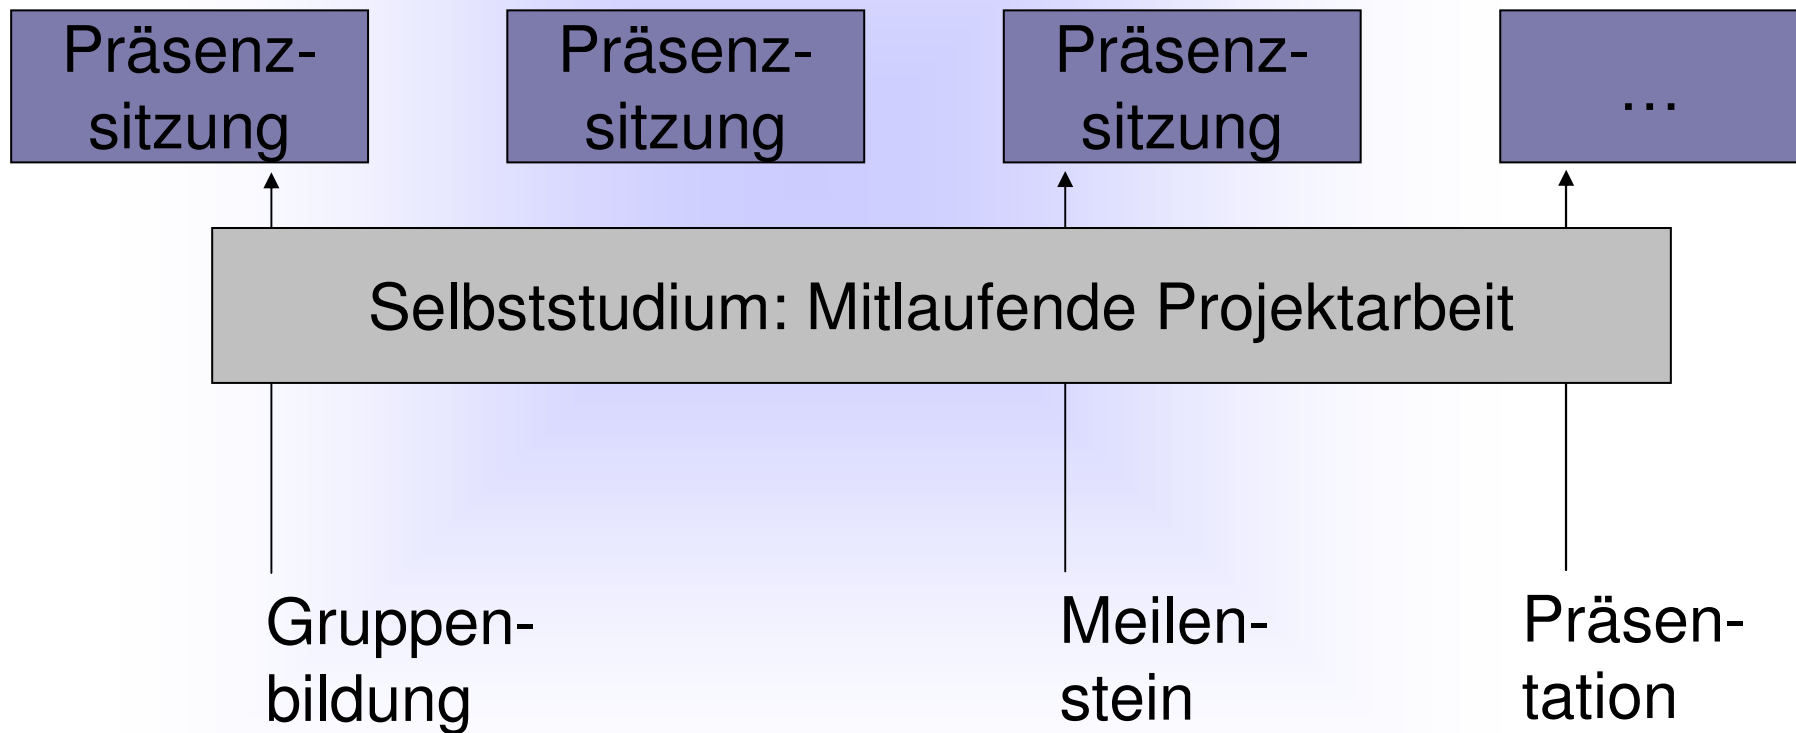 Präsenz-
sitzung
Präsenz-
sitzung
Präsenz-
sitzung
…
Selbststudium: Mitlaufende Projektarbeit
Gruppen-
bildung
Meilen-
stein
Präsen-
tation